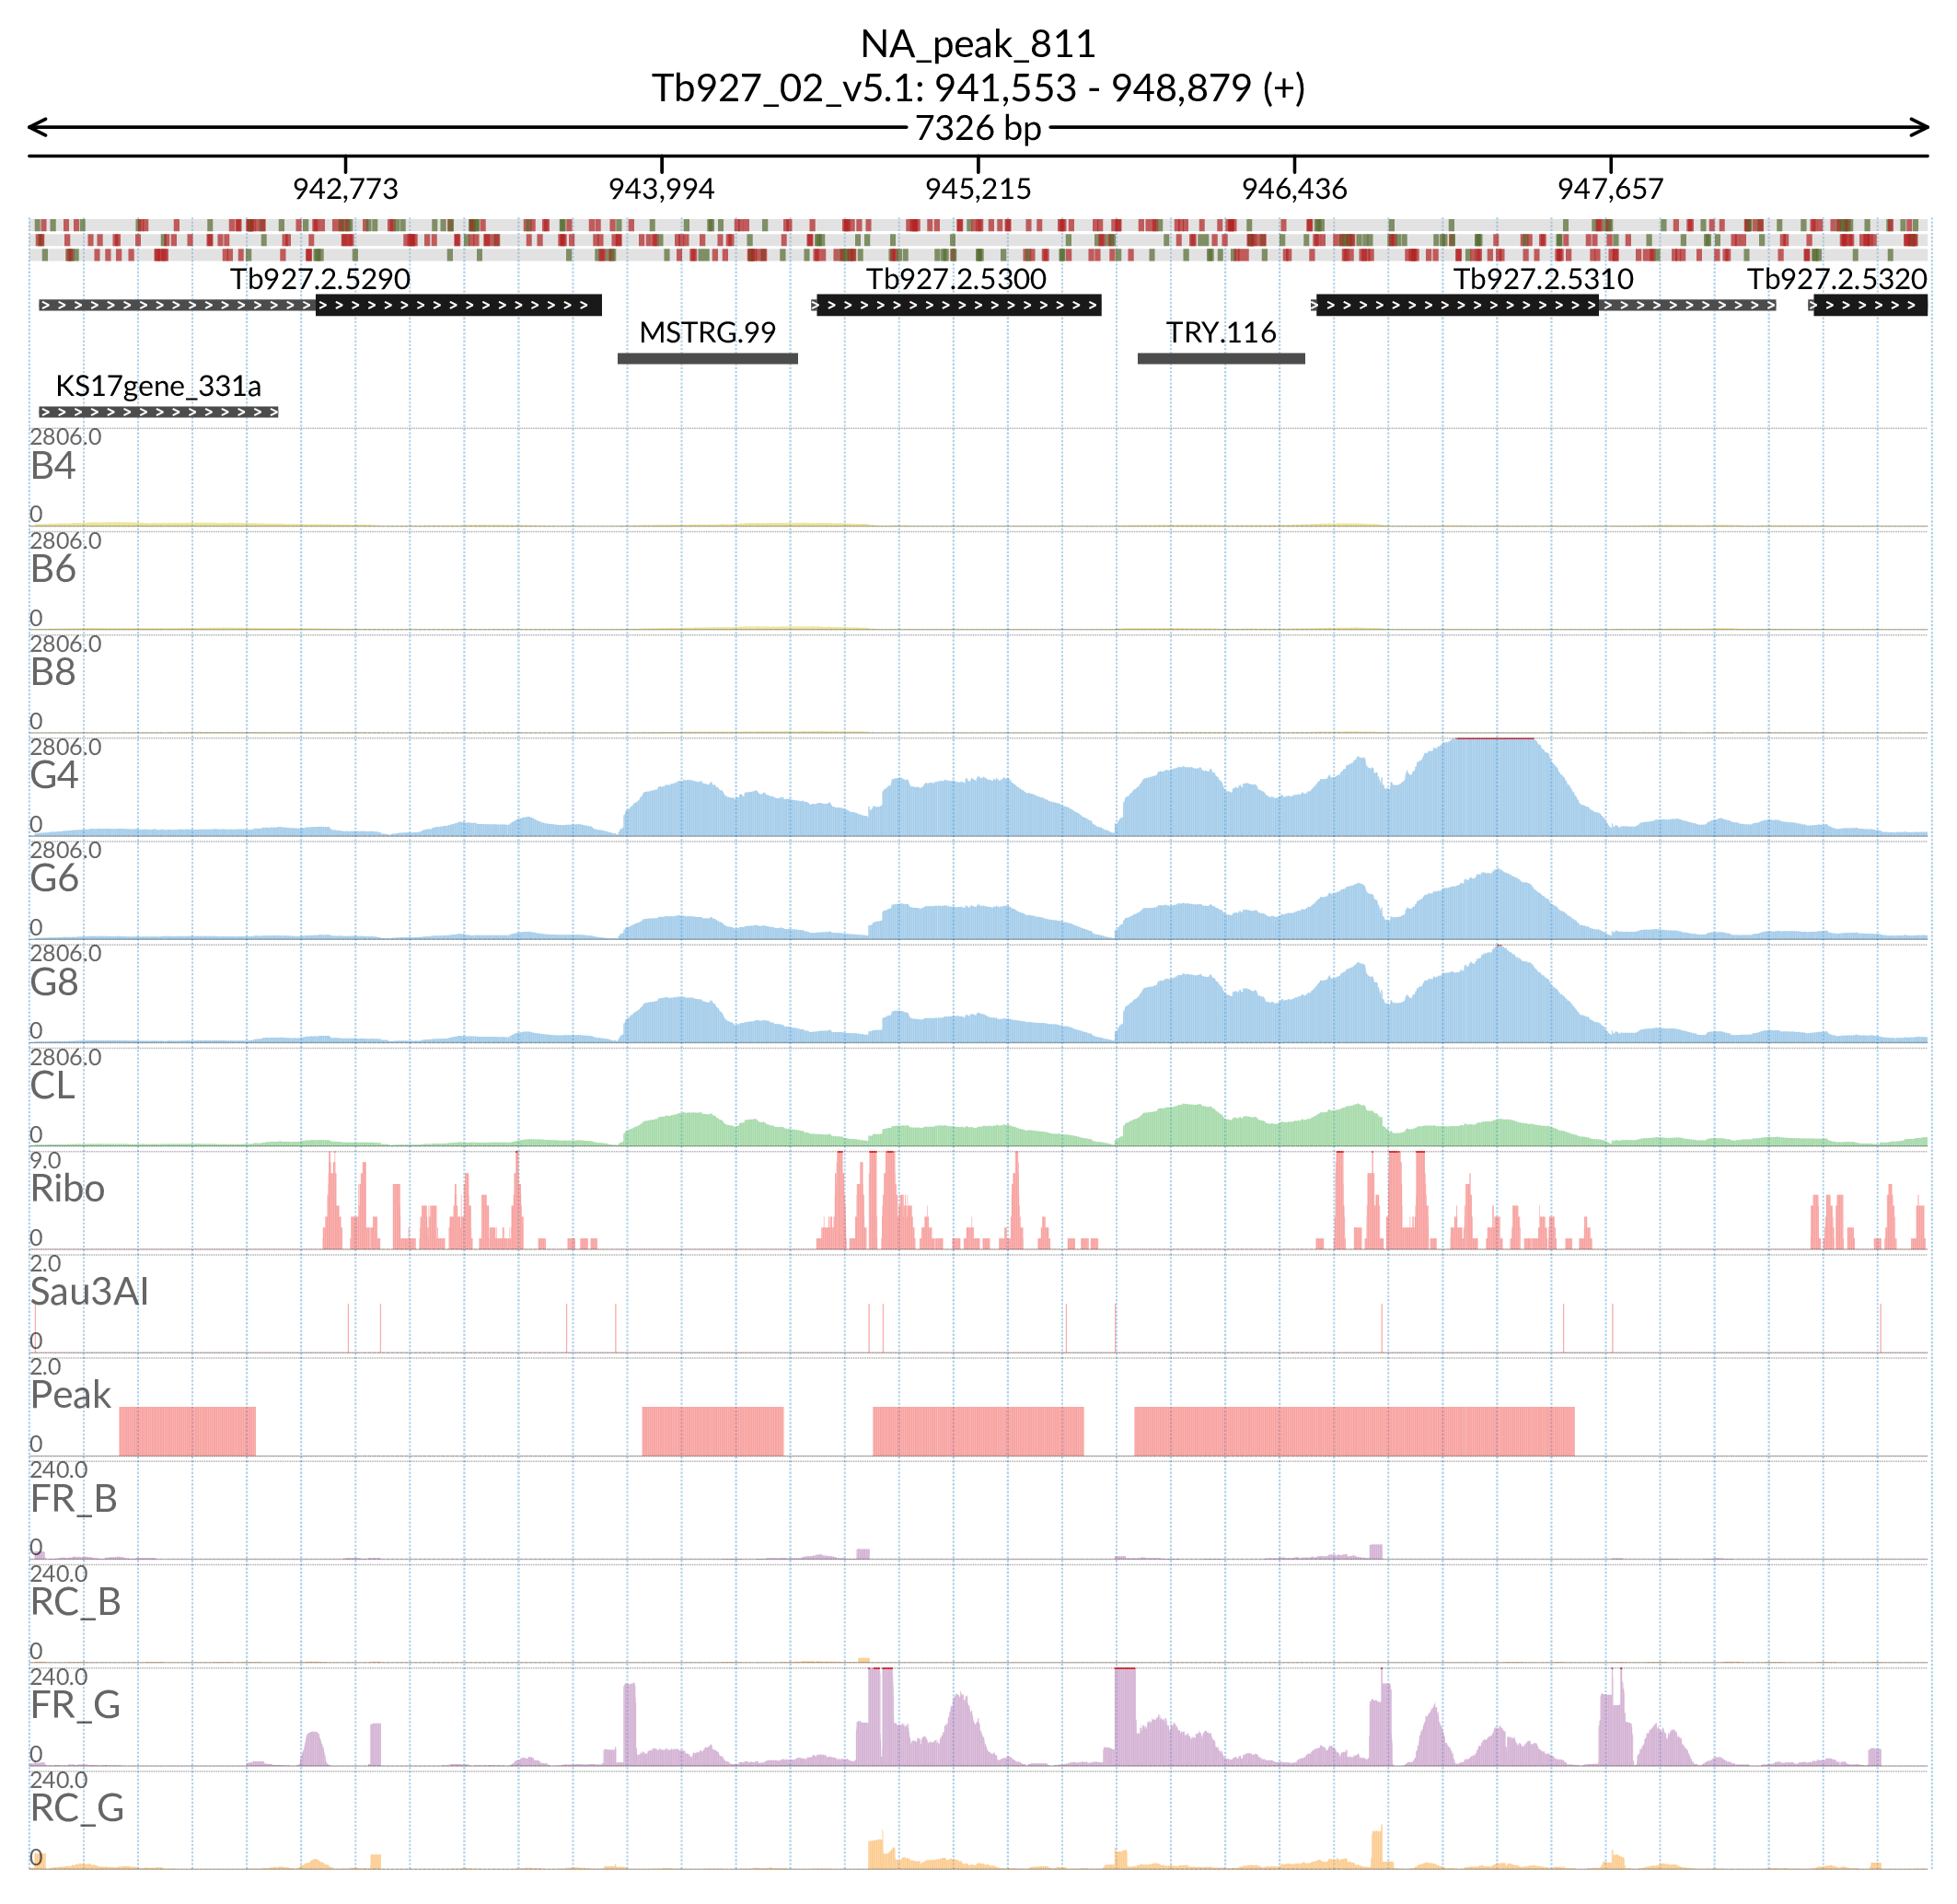 NA_peak_811
Tb927_02_v5.1: 941,553 - 948,879 (+)
7326 bp
942,773 943,994 945,215 946,436 947,657
Tb927.2.5290 Tb927.2.5300 Tb927.2.5310 Tb927.2.5320
MSTRG.99 TRY.116
KS17gene_331a
2806.0
B4
0
2806.0
B6
0
2806.0
B8
0
2806.0
G4
0
2806.0
G6
0
2806.0
G8
0
2806.0
CL
0
9.0
Ribo
0
2.0
Sau3AI
0
2.0
Peak
0
240.0
FR_B
0
240.0
RC_B
0
240.0
FR_G
0
240.0
RC_G
0